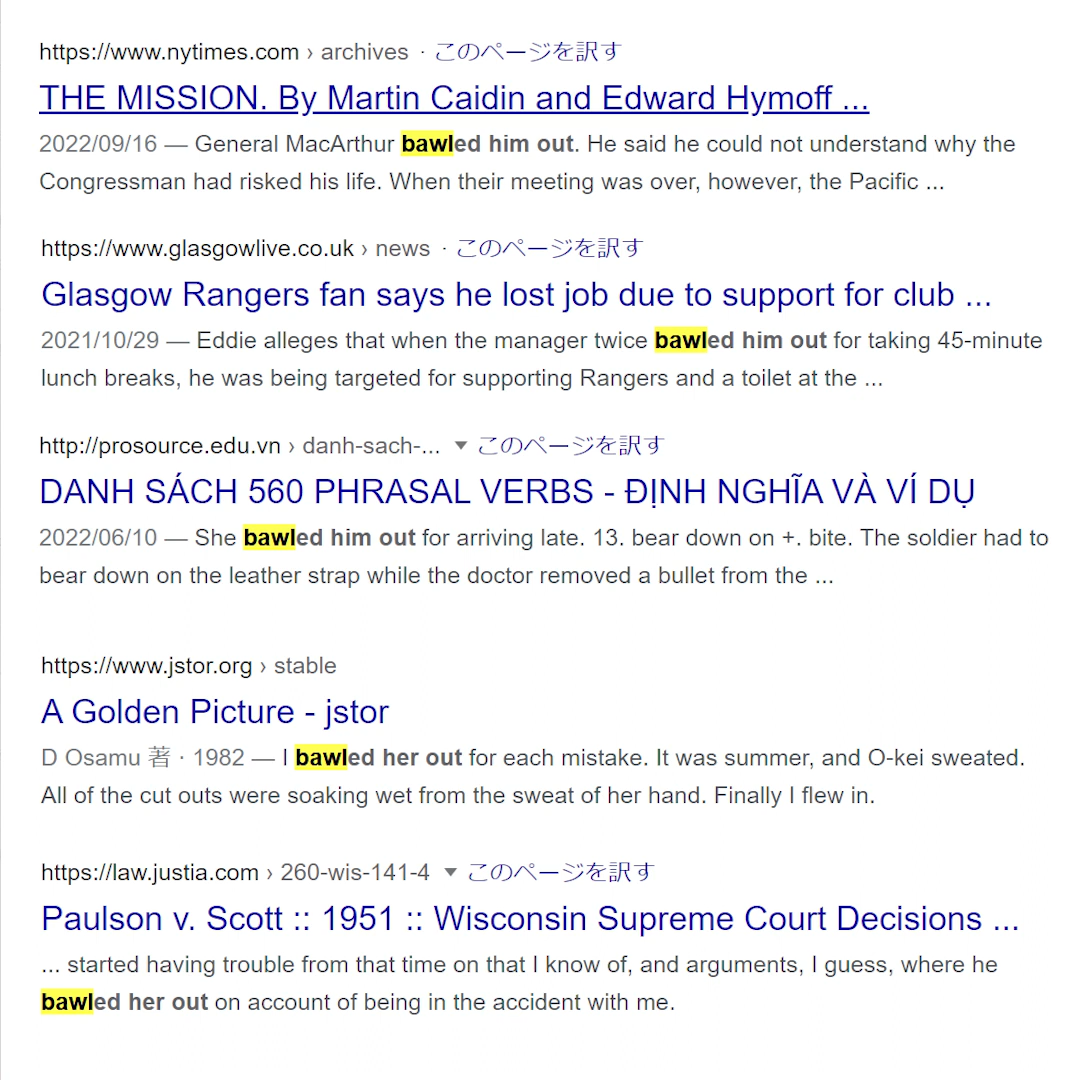 https://www.nytimes.com › archives · このページを訳す
THE MISSION. By Martin Caidin and Edward Hymoff ...
2022/09/16 — General MacArthur bawled him out. He said he could not understand why the
Congressman had risked his life. When their meeting was over, however, the Pacific ...
https://www.glasgowlive.co.uk › news · このページを訳す
Glasgow Rangers fan says he lost job due to support for club ...
2021/10/29 — Eddie alleges that when the manager twice bawled him out for taking 45-minute
lunch breaks, he was being targeted for supporting Rangers and a toilet at the ...
http://prosource.edu.vn › danh-sach-... ▼ このページを訳す
DANH SÁCH 560 PHRASAL VERBS - ĐỊNH NGHĨA VÀ VÍ DỤ
2022/06/10 — She bawled him out for arriving late. 13. bear down on +. bite. The soldier had to
bear down on the leather strap while the doctor removed a bullet from the ...
https://www.jstor.org › stable
A Golden Picture - jstor
D Osamu 著 · 1982 — I bawled her out for each mistake. It was summer, and O-kei sweated.
All of the cut outs were soaking wet from the sweat of her hand. Finally I flew in.
https://law.justia.com › 260-wis-141-4 ▼ このページを訳す
Paulson v. Scott :: 1951 :: Wisconsin Supreme Court Decisions ...
... started having trouble from that time on that I know of, and arguments, I guess, where he
bawled her out on account of being in the accident with me.